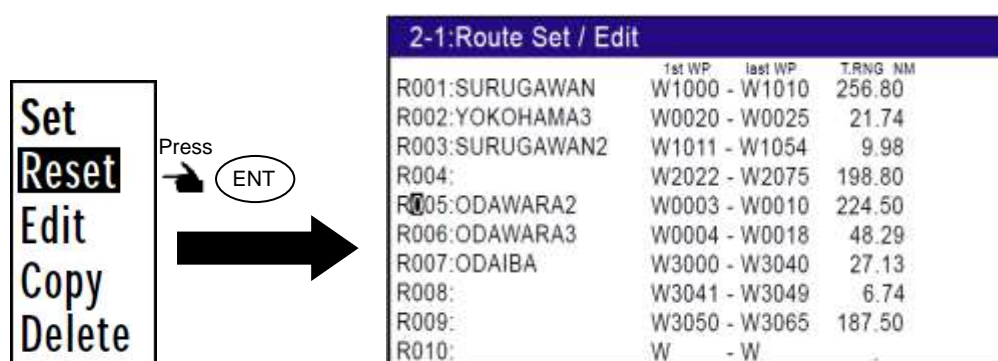 Set
Reset
Edit
Copy
Delete
Press
ENT
2-1:Route Set / Edit
1st WP last WP T.RNG NM
R001:SURUGAWAN W1000 - W1010 256.80
R002:YOKOHAMA3 W0020 - W0025 21.74
R003:SURUGAWAN2 W1011 - W1054 9.98
R004: W2022 - W2075 198.80
R005:ODAWARA2 W0003 - W0010 224.50
R006:ODAWARA3 W0004 - W0018 48.29
R007:ODAIBA W3000 - W3040 27.13
R008: W3041 - W3049 6.74
R009: W3050 - W3065 187.50
R010: W - W